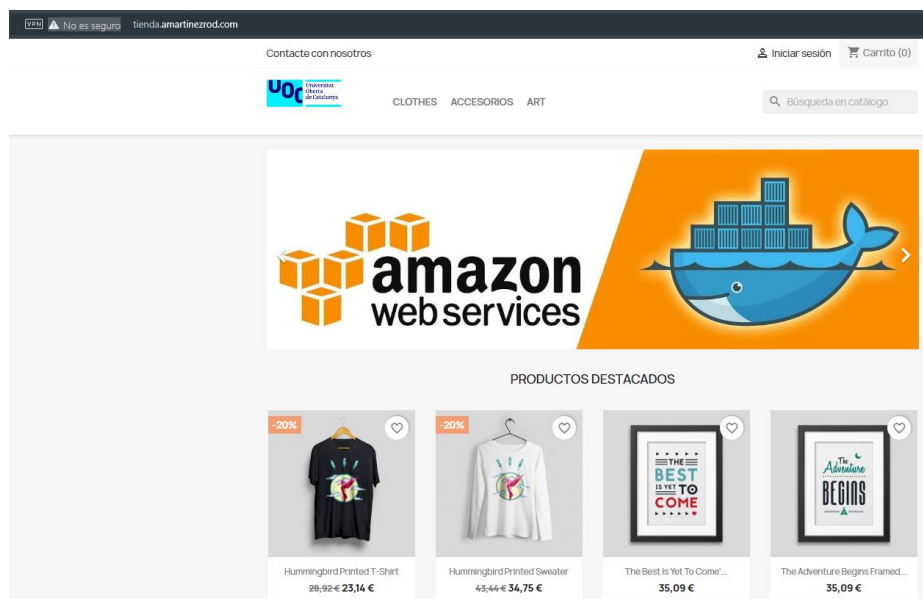 VPN No es seguro tienda.amartinezrod.com
Contacte con nosotros Iniciar sesión Carrito (0)
UOC Universitat
Oberta
de Catalunya
CLOTHES ACCESORIOS ART Búsqueda en catálogo
amazon
web services
PRODUCTOS DESTACADOS
-20% -20%
THE
BEST
IS YET TO
COME
The
Adventure
BEGINS
Hummingbird Printed T-Shirt Hummingbird Printed Sweater The Best Is Yet To Come'... The Adventure Begins Framed...
28,92 € 23,14 € 43,44 € 34,75 € 35,09 € 35,09 €